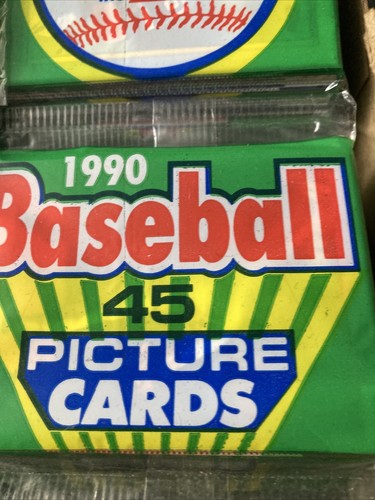 1990
Baseball
45
PICTURE
CARDS